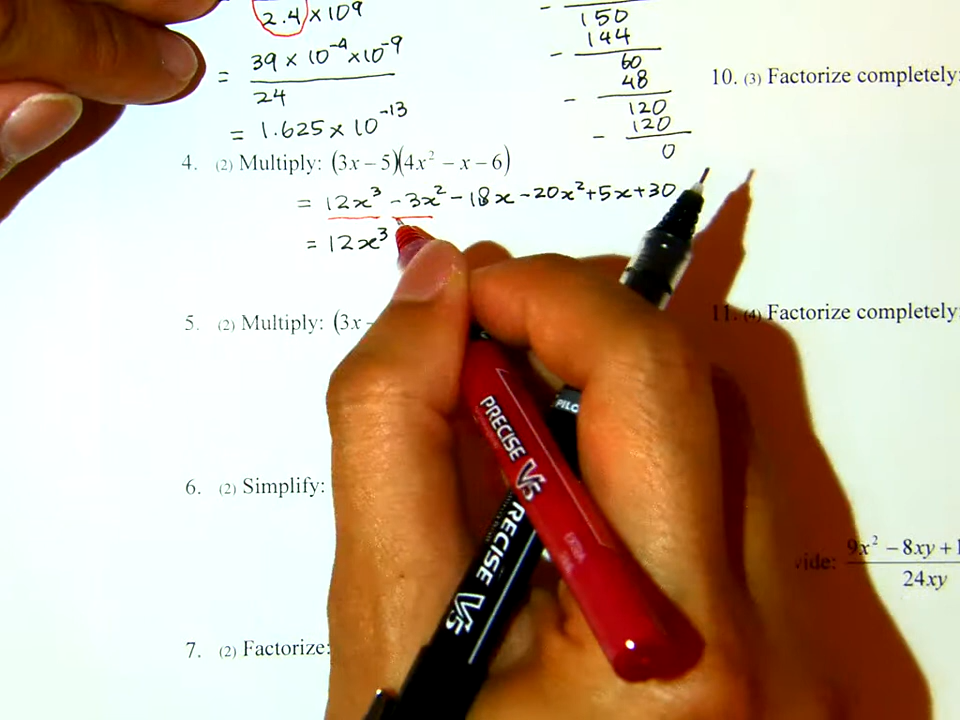 2.4 × 10⁹
= 39 × 10⁻⁴ × 10⁻⁹
24
= 1.625 × 10⁻¹³
150
- 144
60
- 48
120
- 120
0
4. (2) Multiply: (3x − 5)(4x² − x − 6)
= 12x³ − 3x² − 18x − 20x² + 5x + 30
= 12x³
5. (2) Multiply: (3x −
6. (2) Simplify:
7. (2) Factorize:
10. (3) Factorize completely:
11. (4) Factorize completely:
vide: 9x² − 8xy + 1
24xy
PILO
PRECISE V5
RECISE V5